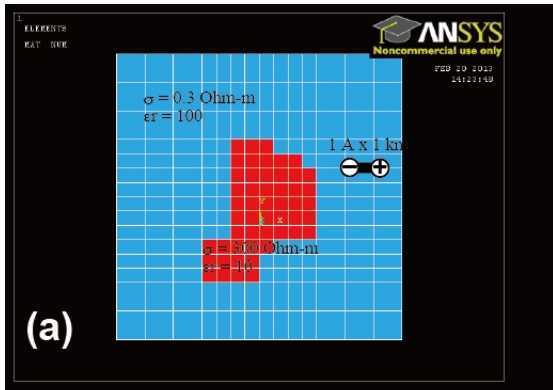 1
ELEMENTS
MAT NUM
ANSYS
Noncommercial use only
FEB 20 2013
14:23:48
σ = 0.3 Ohm-m
εr = 100
1 A x 1 km
Y
Z X
σ = 300 Ohm-m
εr = 10
(a)